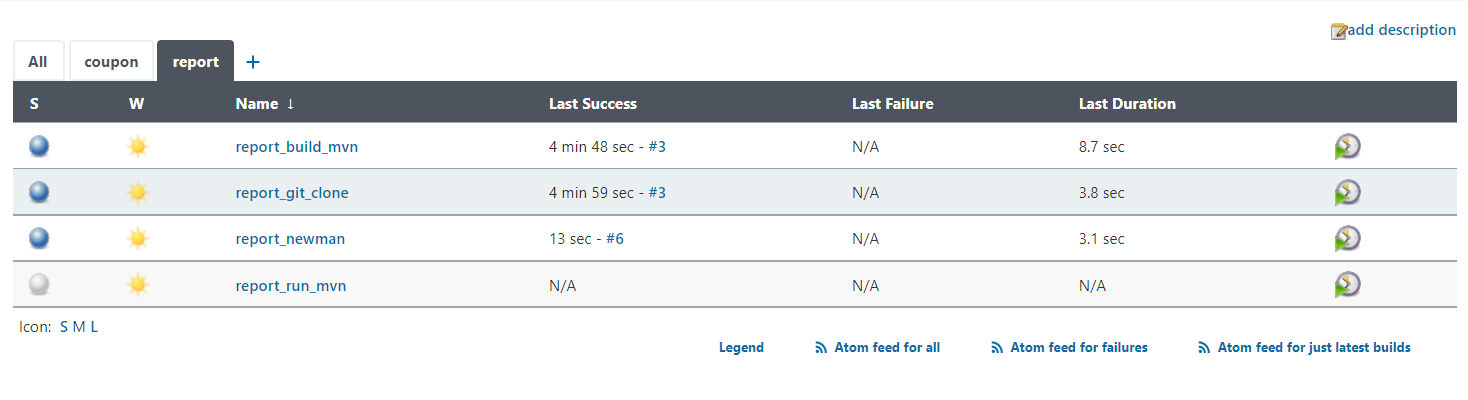 add description
All coupon report +
S W Name ↓ Last Success Last Failure Last Duration
report_build_mvn 4 min 48 sec - #3 N/A 8.7 sec
report_git_clone 4 min 59 sec - #3 N/A 3.8 sec
report_newman 13 sec - #6 N/A 3.1 sec
report_run_mvn N/A N/A N/A
Icon: S M L
Legend Atom feed for all Atom feed for failures Atom feed for just latest builds